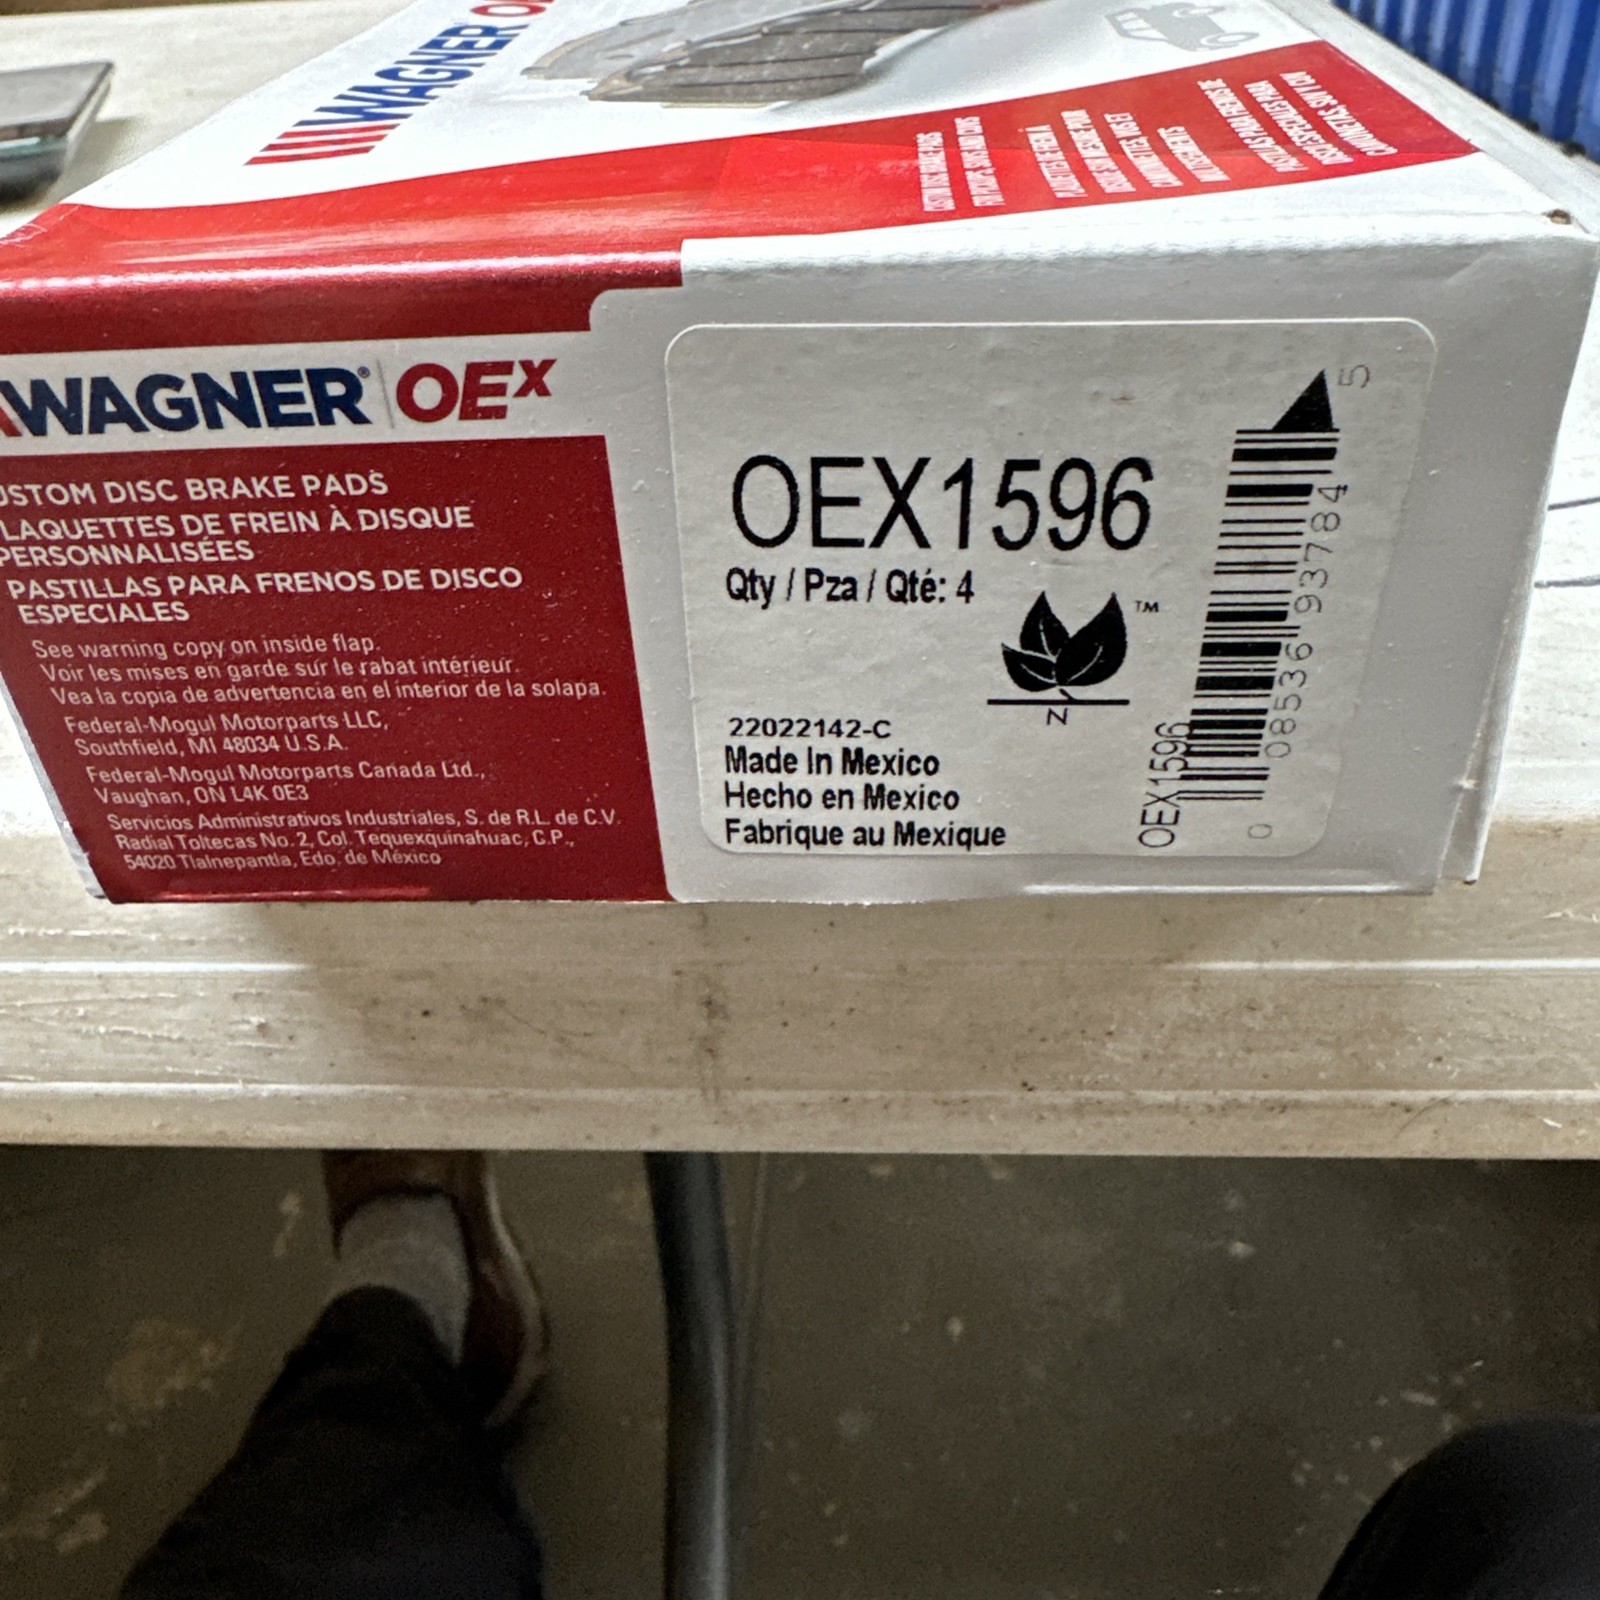 WAGNER
WAGNER® OEX
DISC BRAKE PADS
DE FREIN À DISQUE
PERSONNALISÉES
PASTILLAS PARA FRENOS DE DISCO
ESPECIALES
See warning copy on inside flap.
Voir les mises en garde sur le rabat intérieur.
Vea la copia de advertencia en el interior de la solapa.
Federal-Mogul Motorparts LLC,
Southfield, MI 48034 U.S.A.
Federal-Mogul Motorparts Canada Ltd.,
Vaughan, ON L4K 0E3
Servicios Administrativos Industriales, S. de R.L. de C.V.
Radial Toltecas No. 2, Col. Tequexquinahuac, C.P.,
54020 Tlalnepantla, Edo. de México
OEX1596
Qty / Pza / Qté: 4
TM
N
22022142-C
Made In Mexico
Hecho en Mexico
Fabrique au Mexique
OEX1596
0 08536 93784 5